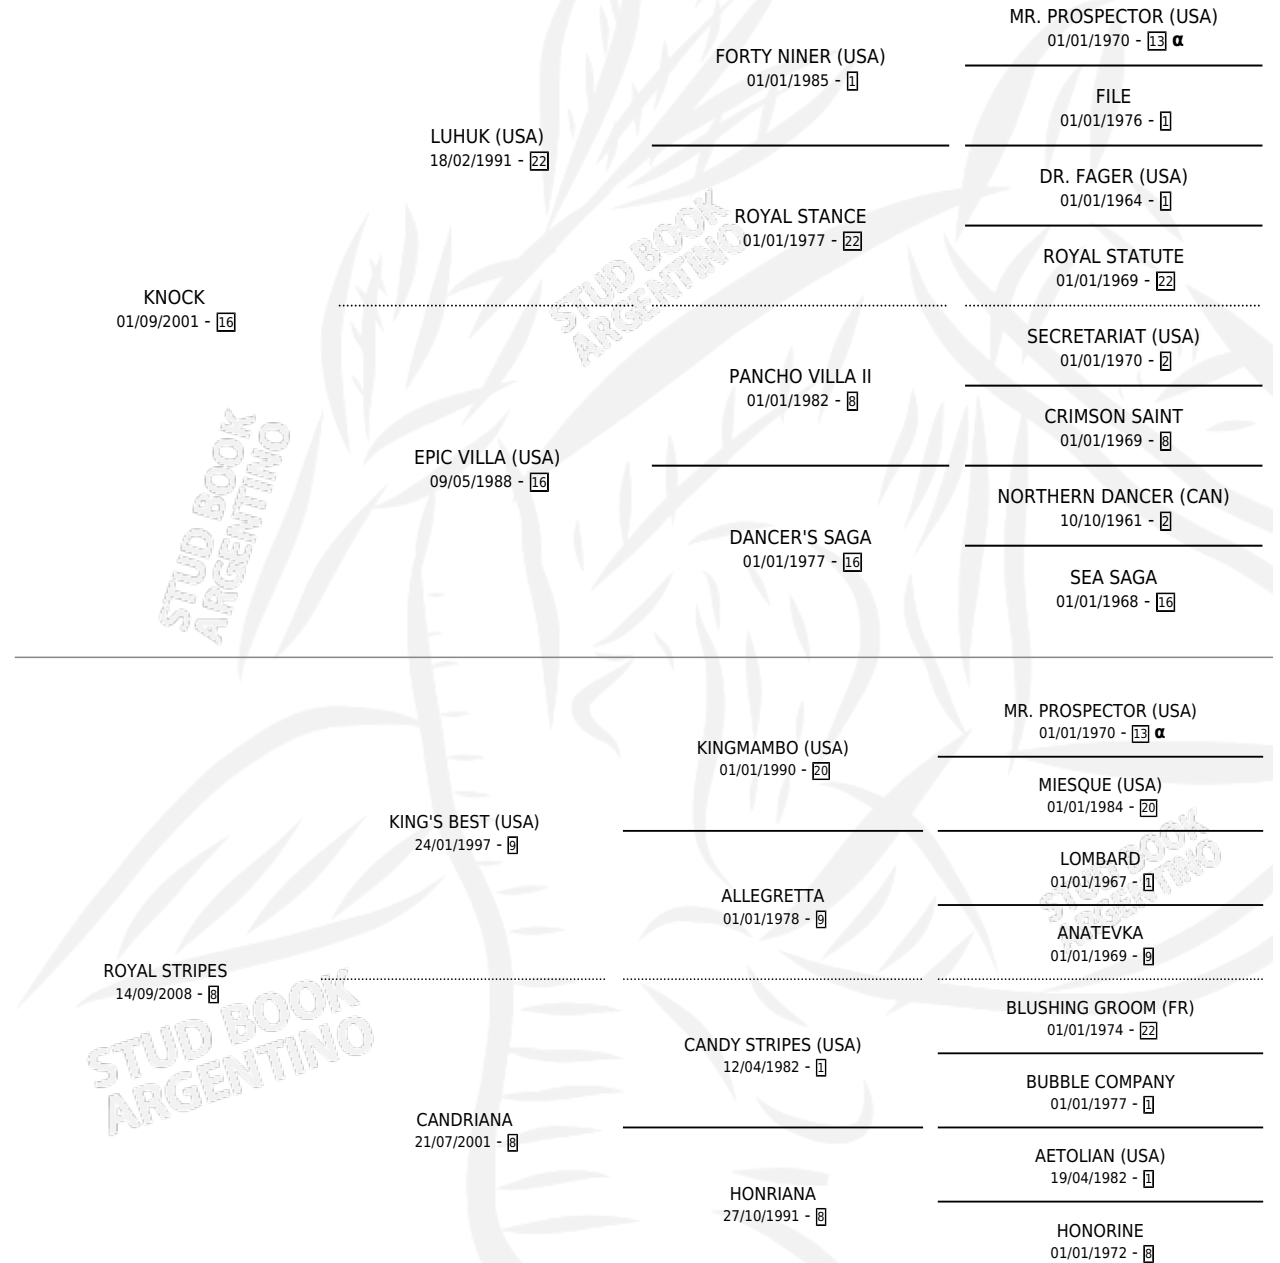 MR. PROSPECTOR (USA)
01/01/1970 - 13 α
FORTY NINER (USA)
01/01/1985 - 1
FILE
01/01/1976 - 1
LUHUK (USA)
18/02/1991 - 22
DR. FAGER (USA)
01/01/1964 - 1
ROYAL STANCE
01/01/1977 - 22
ROYAL STATUTE
01/01/1969 - 22
STUD BOOK
ARGENTINO
KNOCK
01/09/2001 - 16
SECRETARIAT (USA)
01/01/1970 - 2
PANCHO VILLA II
01/01/1982 - 8
CRIMSON SAINT
01/01/1969 - 8
EPIC VILLA (USA)
09/05/1988 - 16
STUD BOOK
ARGENTINO
NORTHERN DANCER (CAN)
10/10/1961 - 2
DANCER'S SAGA
01/01/1977 - 16
SEA SAGA
01/01/1968 - 16
MR. PROSPECTOR (USA)
01/01/1970 - 13 α
KINGMAMBO (USA)
01/01/1990 - 20
MIESQUE (USA)
01/01/1984 - 20
KING'S BEST (USA)
24/01/1997 - 9
LOMBARD
01/01/1967 - 1
STUD BOOK
ARGENTINO
ALLEGRETTA
01/01/1978 - 9
ANATEVKA
01/01/1969 - 9
ROYAL STRIPES
14/09/2008 - 8
STUD BOOK
ARGENTINO
BLUSHING GROOM (FR)
01/01/1974 - 22
CANDY STRIPES (USA)
12/04/1982 - 1
BUBBLE COMPANY
01/01/1977 - 1
CANDRIANA
21/07/2001 - 8
AETOLIAN (USA)
19/04/1982 - 1
HONRIANA
27/10/1991 - 8
HONORINE
01/01/1972 - 8